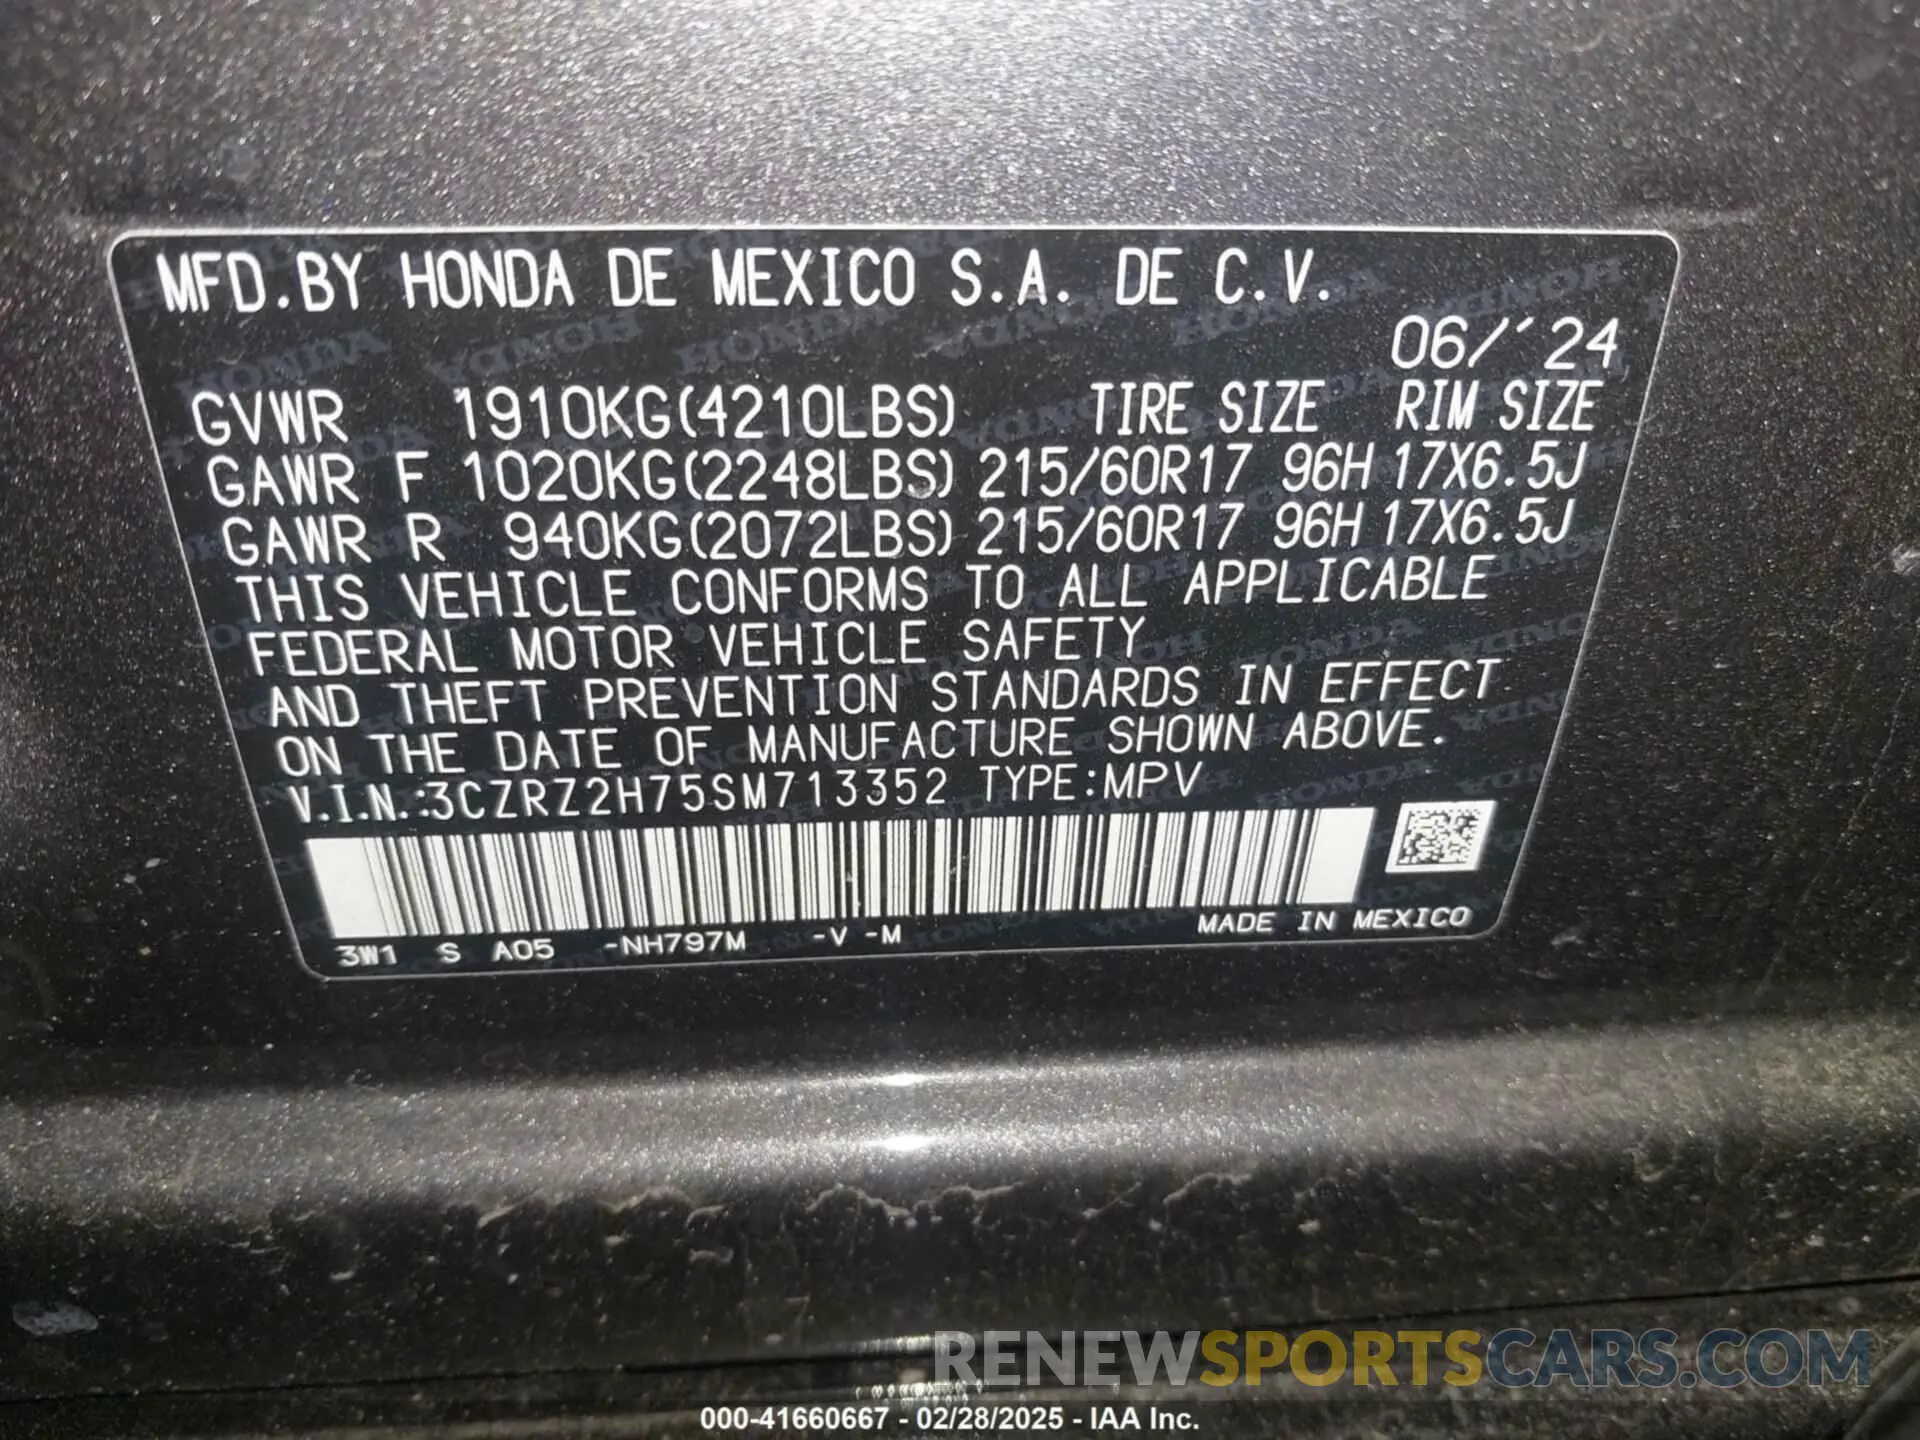 MFD.BY HONDA DE MEXICO S.A. DE C.V.
06/'24
GVWR 1910KG(4210LBS) TIRE SIZE RIM SIZE
GAWR F 1020KG(2248LBS) 215/60R17 96H 17X6.5J
GAWR R 940KG(2072LBS) 215/60R17 96H 17X6.5J
THIS VEHICLE CONFORMS TO ALL APPLICABLE
FEDERAL MOTOR VEHICLE SAFETY
AND THEFT PREVENTION STANDARDS IN EFFECT
ON THE DATE OF MANUFACTURE SHOWN ABOVE.
V.I.N.:3CZRZ2H75SM713352 TYPE:MPV
3W1 S A05 -NH797M -V -M MADE IN MEXICO
RENEWSPORTSCARS.COM
000-41660667 - 02/28/2025 - IAA Inc.